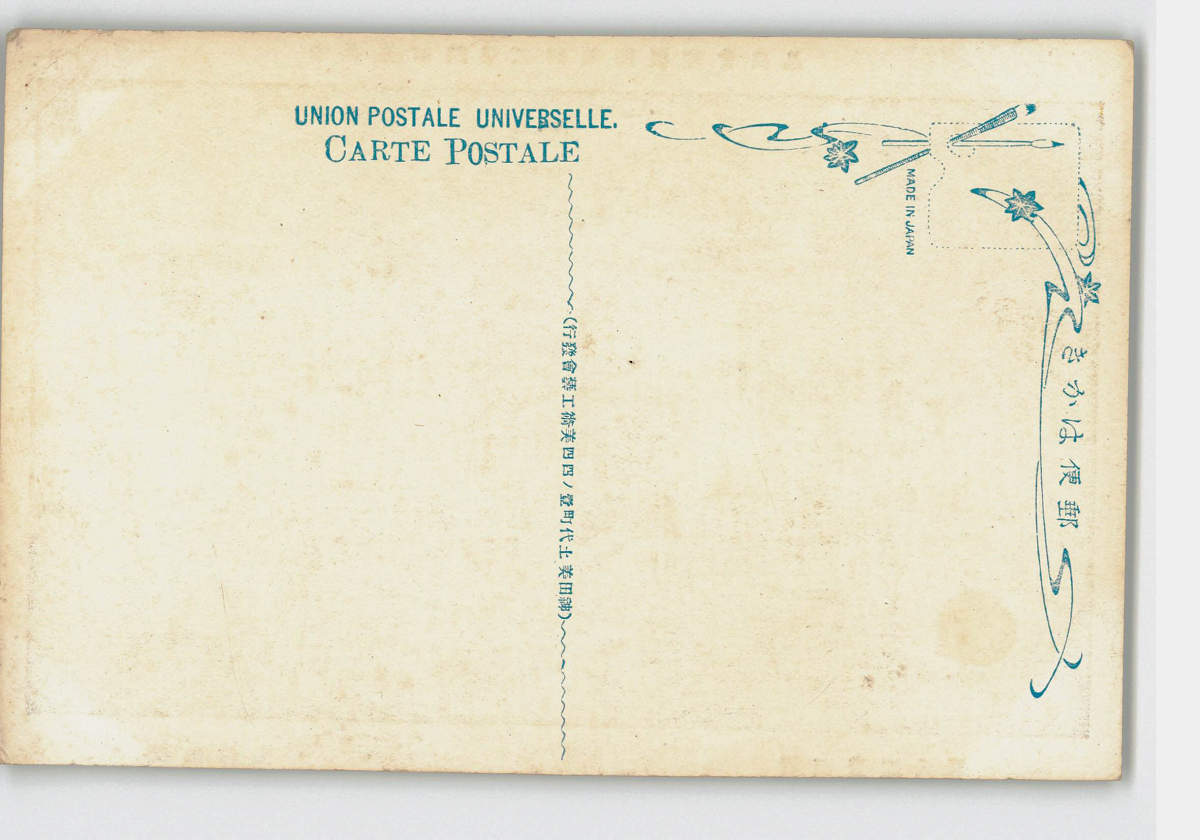 UNION POSTALE UNIVERSELLE.
CARTE POSTALE
MADE IN JAPAN
郵便はかき
(神田美土代町壹ノ四四美術工藝會發行)